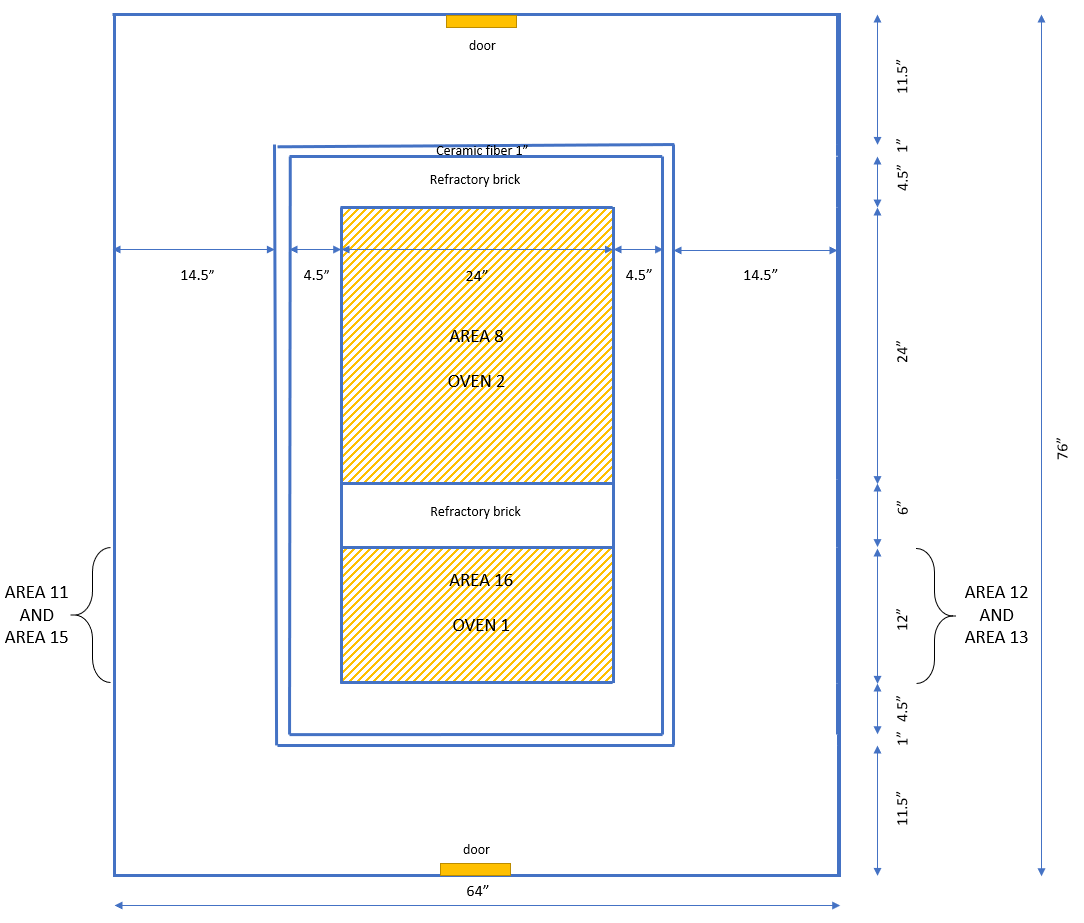 door
11.5”
76”
Ceramic fiber 1”
1”
Refractory brick
4.5”
14.5”
4.5”
24”
4.5”
14.5”
AREA 8
OVEN 2
24”
Refractory brick
6”
AREA 11
AND
AREA 15
AREA 16
OVEN 1
12”
AREA 12
AND
AREA 13
4.5”
1”
11.5”
door
64”